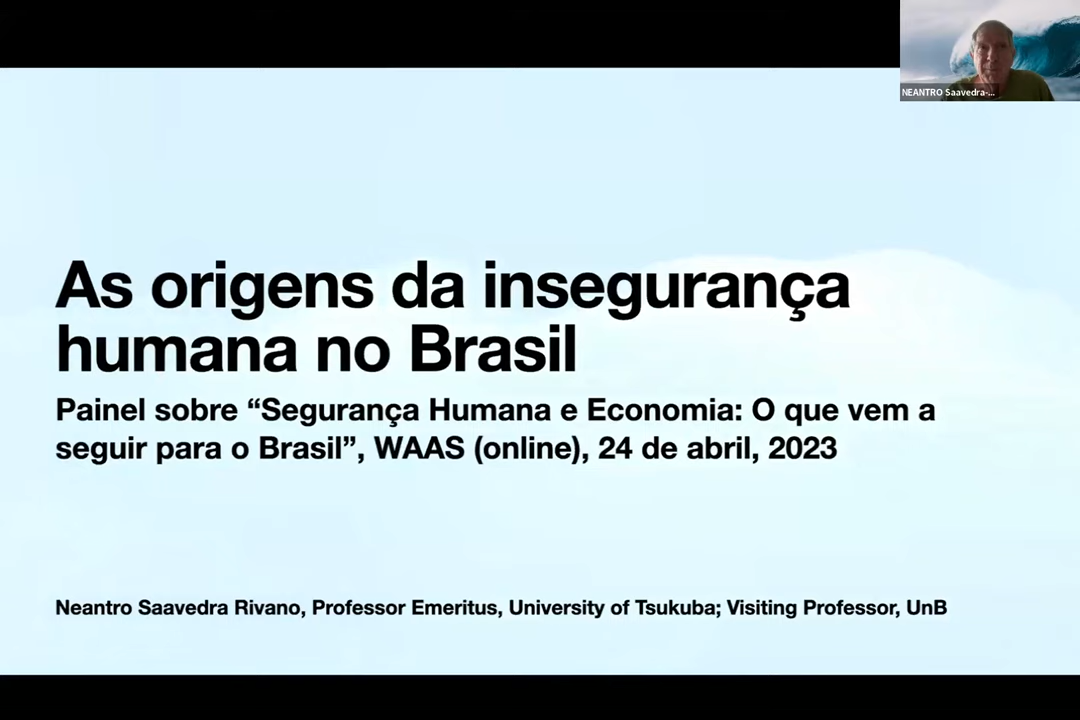 NEANTRO Saavedra-...
As origens da insegurança
humana no Brasil
Painel sobre “Segurança Humana e Economia: O que vem a
seguir para o Brasil”, WAAS (online), 24 de abril, 2023
Neantro Saavedra Rivano, Professor Emeritus, University of Tsukuba; Visiting Professor, UnB